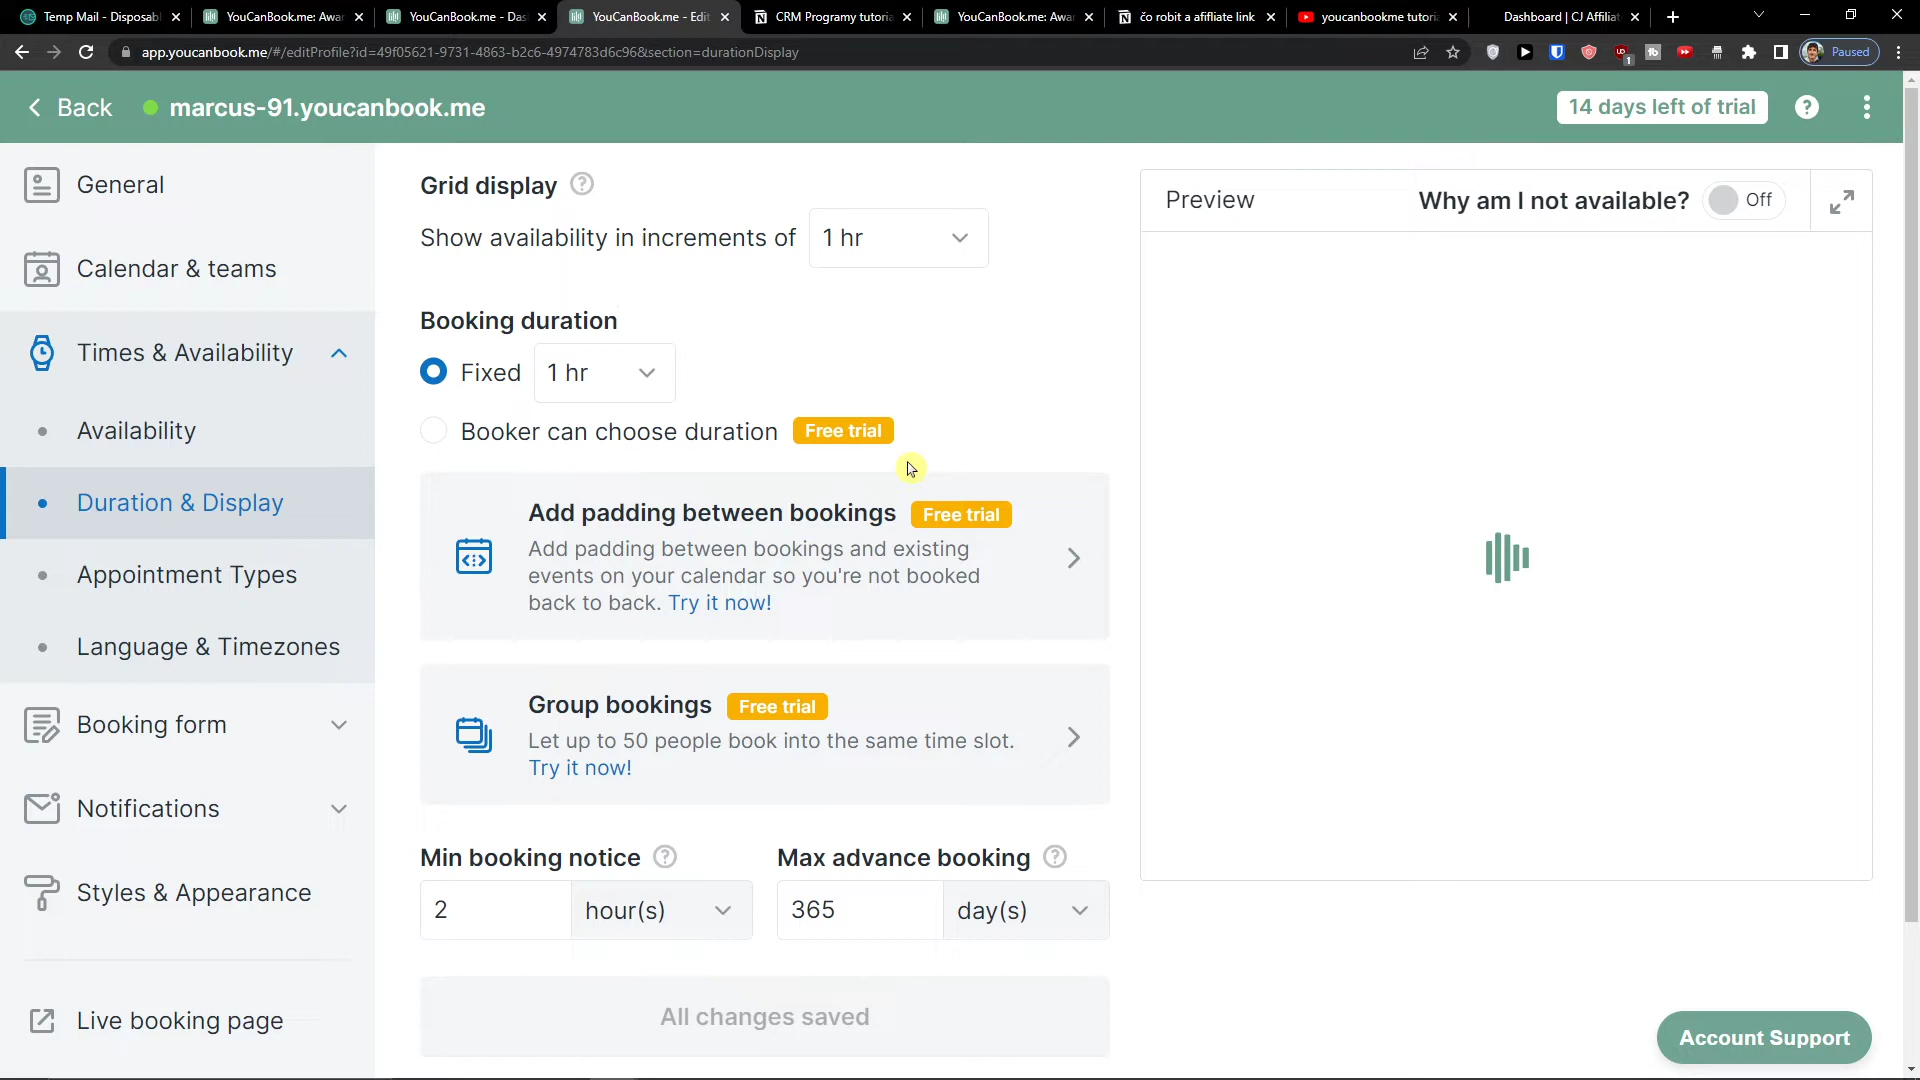 Temp Mail - Disposabl
YouCanBook.me: Awar
YouCanBook.me - Das
YouCanBook.me - Edit
CRM Programy tutoria
YouCanBook.me: Awar
čo robit a afifliate link
youcanbookme tutoria
Dashboard | CJ Affiliat
app.youcanbook.me/#/editProfile?id=49f05621-9731-4863-b2c6-4974783d6c96&section=durationDisplay
Paused
Back
marcus-91.youcanbook.me
14 days left of trial
General
Calendar & teams
Times & Availability
Availability
Duration & Display
Appointment Types
Language & Timezones
Booking form
Notifications
Styles & Appearance
Live booking page
Grid display
Show availability in increments of 1 hr
Booking duration
Fixed 1 hr
Booker can choose duration Free trial
Add padding between bookings Free trial
Add padding between bookings and existing
events on your calendar so you're not booked
back to back. Try it now!
Group bookings Free trial
Let up to 50 people book into the same time slot.
Try it now!
Min booking notice
2 hour(s)
Max advance booking
365 day(s)
All changes saved
Preview
Why am I not available? Off
Account Support